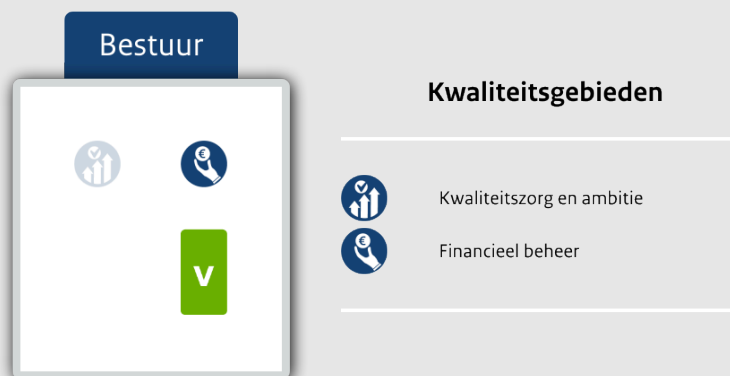 Bestuur
Kwaliteitsgebieden
Kwaliteitszorg en ambitie
€
Financieel beheer
€
V